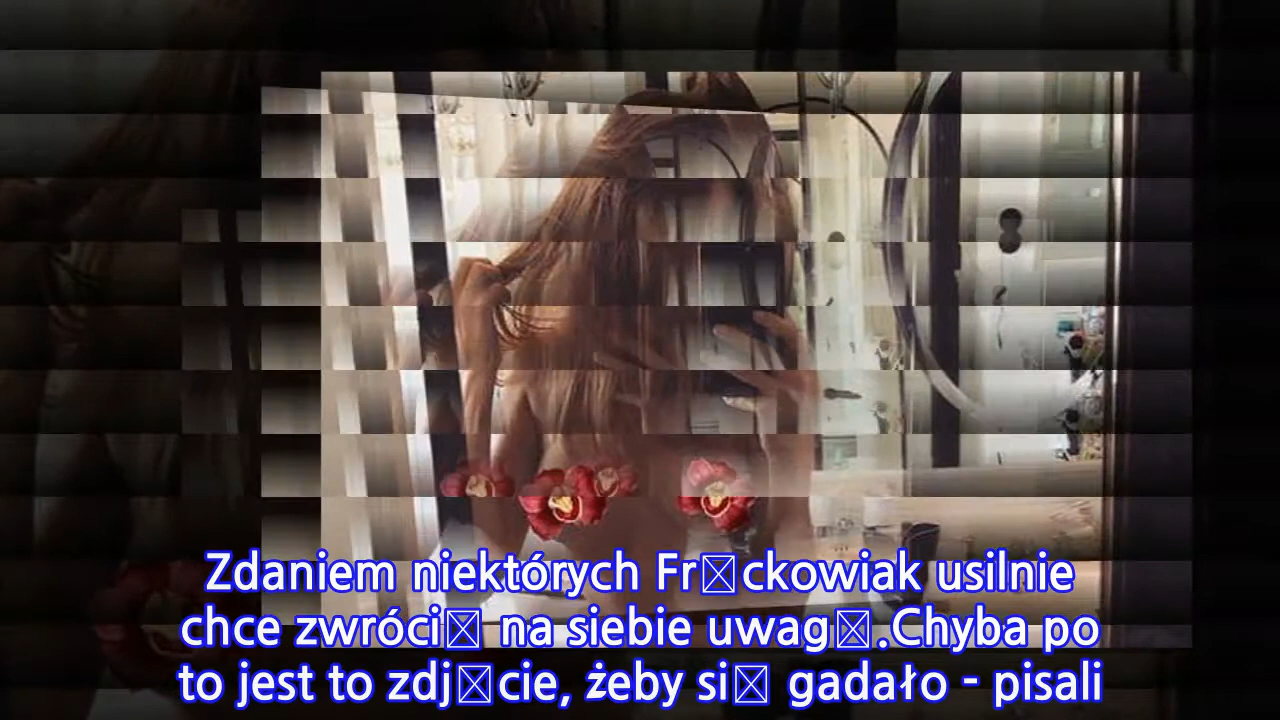 Zdaniem niektórych Fr☒ckowiak usilnie
chce zwróci☒ na siebie uwag☒.Chyba po
to jest to zdj☒cie, żeby si☒ gadało - pisali